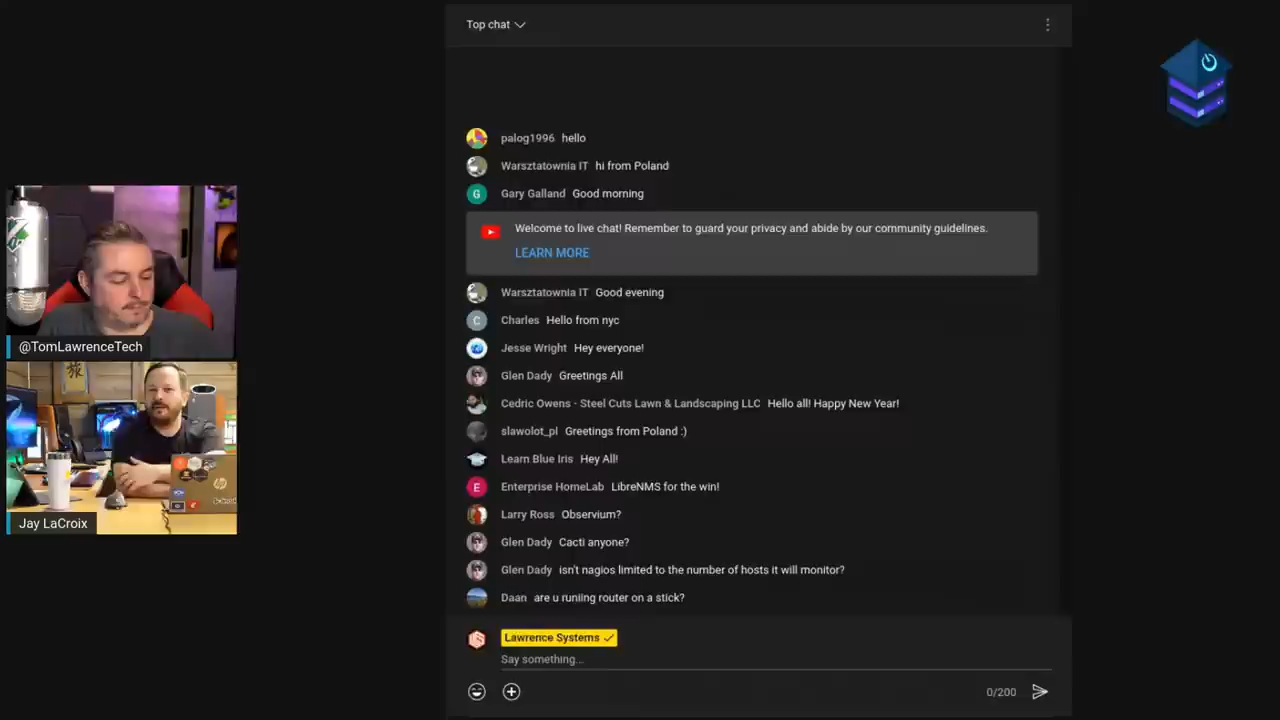 Top chat
palog1996 hello
Warsztatownia IT hi from Poland
G Gary Galland Good morning
Welcome to live chat! Remember to guard your privacy and abide by our community guidelines.
LEARN MORE
Warsztatownia IT Good evening
C Charles Hello from nyc
Jesse Wright Hey everyone!
Glen Dady Greetings All
Cedric Owens - Steel Cuts Lawn & Landscaping LLC Hello all! Happy New Year!
slawolot_pl Greetings from Poland :)
Learn Blue Iris Hey All!
E Enterprise HomeLab LibreNMS for the win!
Larry Ross Observium?
Glen Dady Cacti anyone?
Glen Dady isn't nagios limited to the number of hosts it will monitor?
Daan are u runiing router on a stick?
Lawrence Systems
Say something...
0/200
@TomLawrenceTech
Jay LaCroix
hp